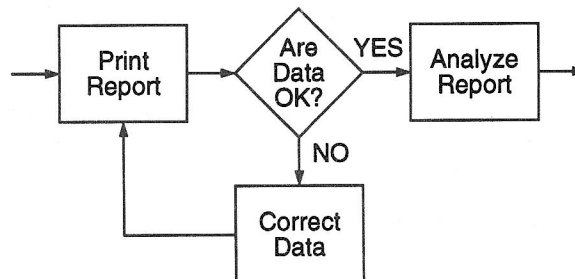 Print
Report
Are
Data
OK?
YES
Analyze
Report
NO
Correct
Data